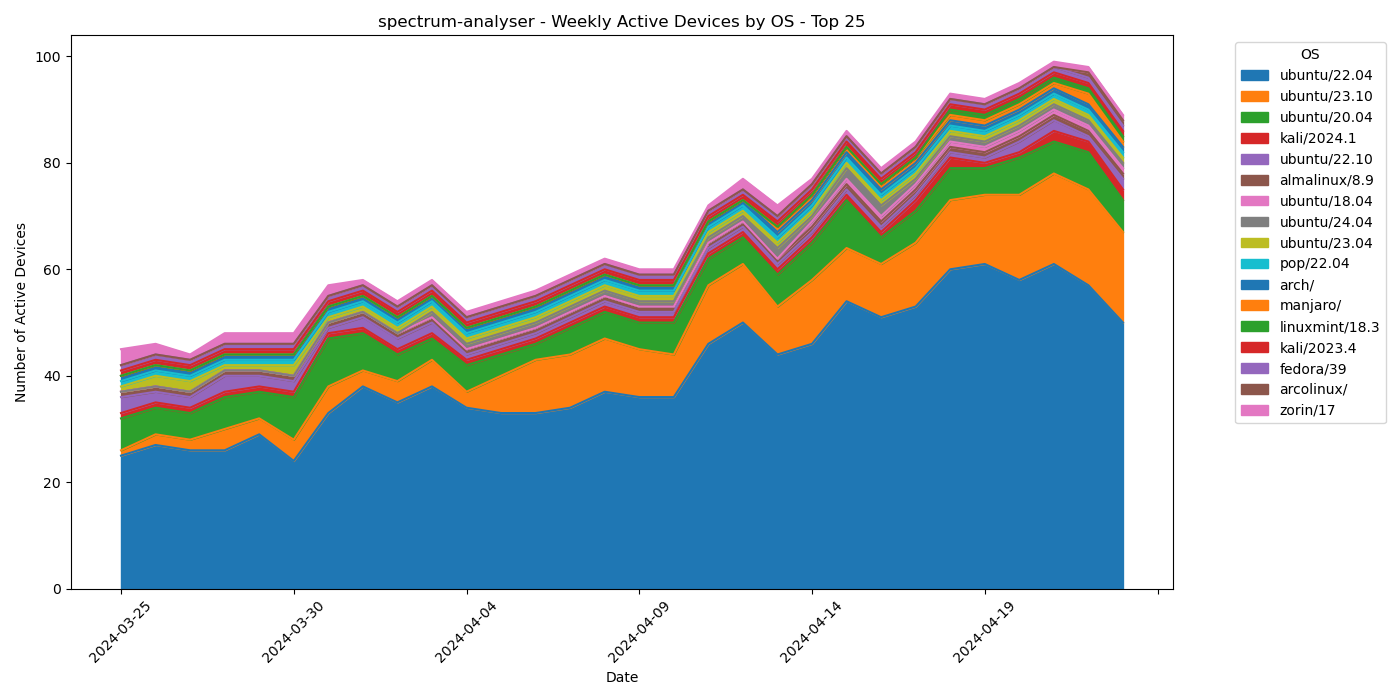 spectrum-analyser - Weekly Active Devices by OS - Top 25
Number of Active Devices
100
80
60
40
20
0
2024-03-25
2024-03-30
2024-04-04
2024-04-09
2024-04-14
2024-04-19
Date
OS
ubuntu/22.04
ubuntu/23.10
ubuntu/20.04
kali/2024.1
ubuntu/22.10
almalinux/8.9
ubuntu/18.04
ubuntu/24.04
ubuntu/23.04
pop/22.04
arch/
manjaro/
linuxmint/18.3
kali/2023.4
fedora/39
arcolinux/
zorin/17